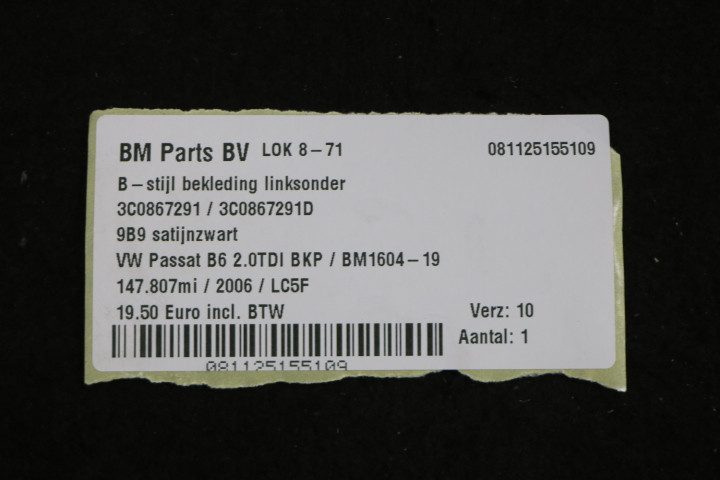 BM Parts BV LOK 8-71 081125155109
B-stijl bekleding linksonder
3C0867291 / 3C0867291D
9B9 satijnzwart
VW Passat B6 2.0TDI BKP / BM1604-19
147.807mi / 2006 / LC5F
19.50 Euro incl. BTW Verz: 10
Aantal: 1
081125155109